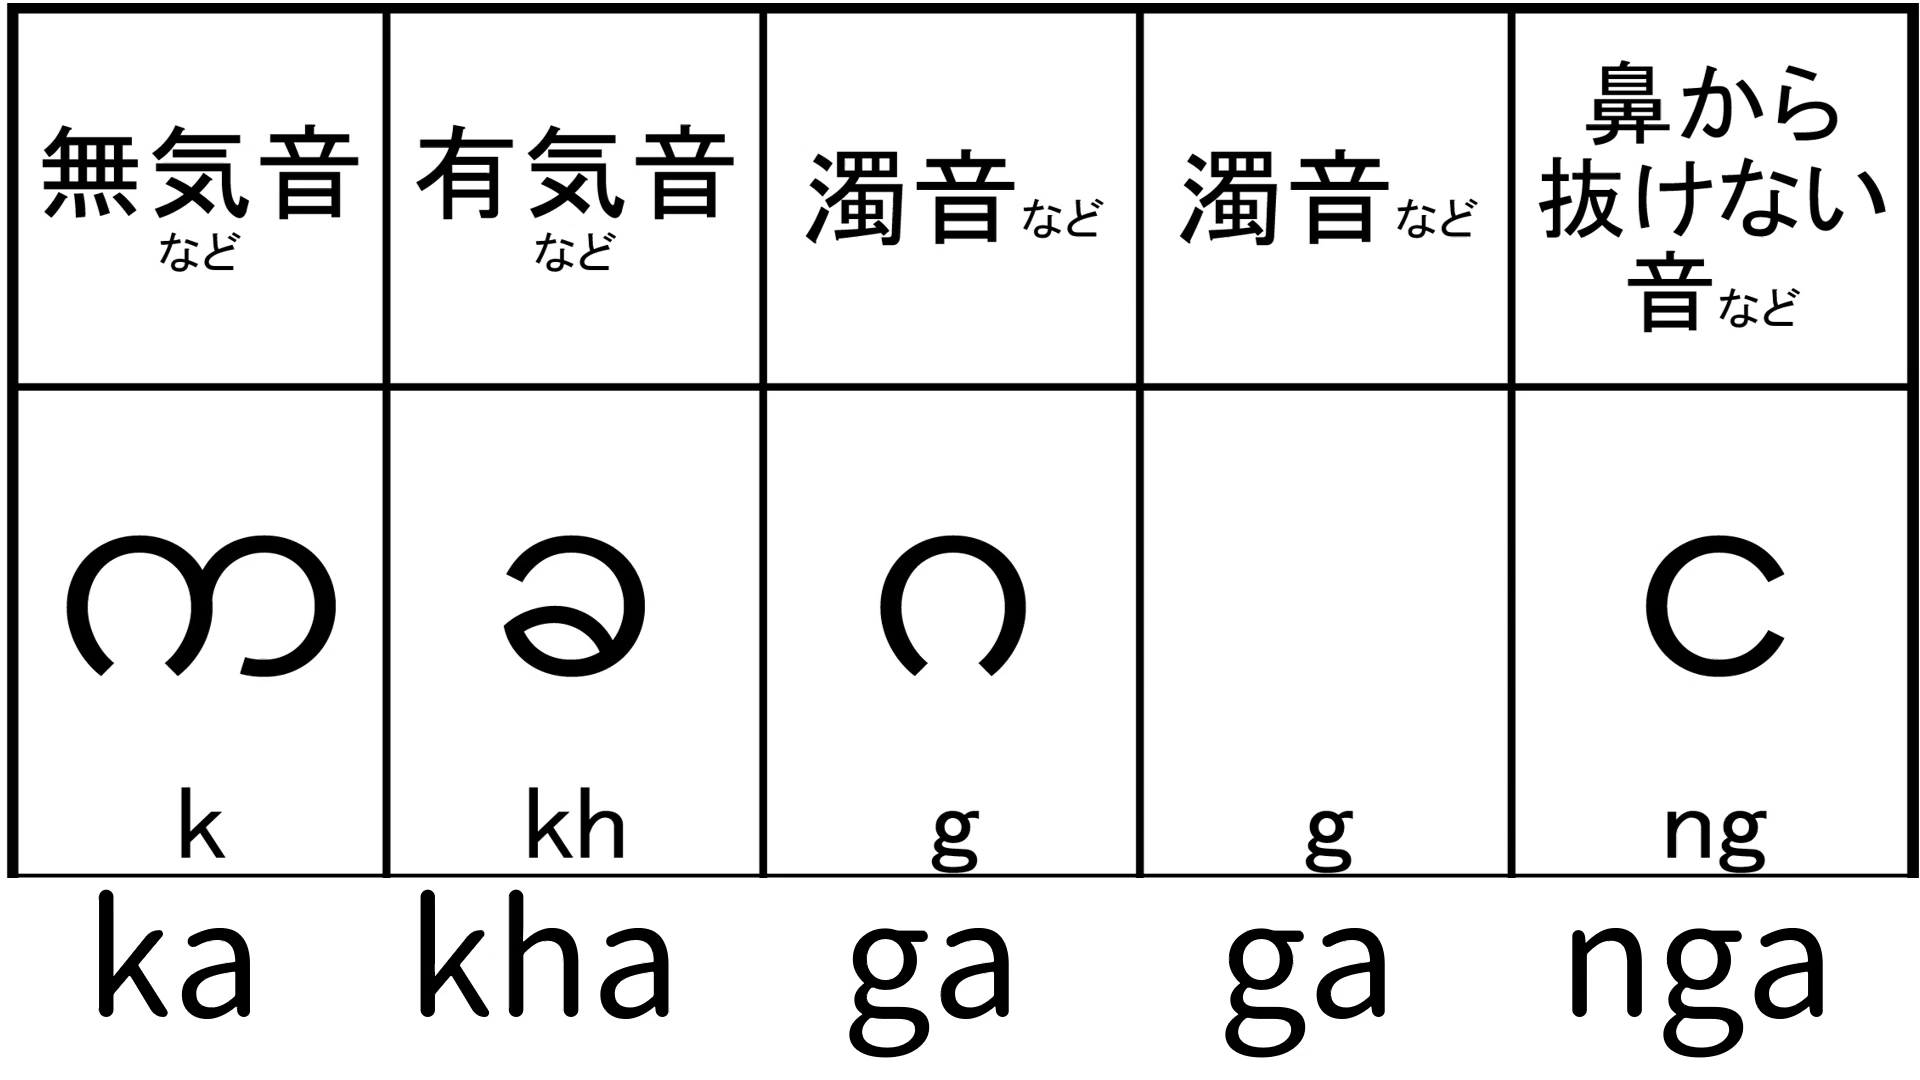 無気音 有気音 濁音など 濁音など 鼻から
など など 抜けない
音など
က ခ ဂ င
k kh g g ng
ka kha ga ga nga